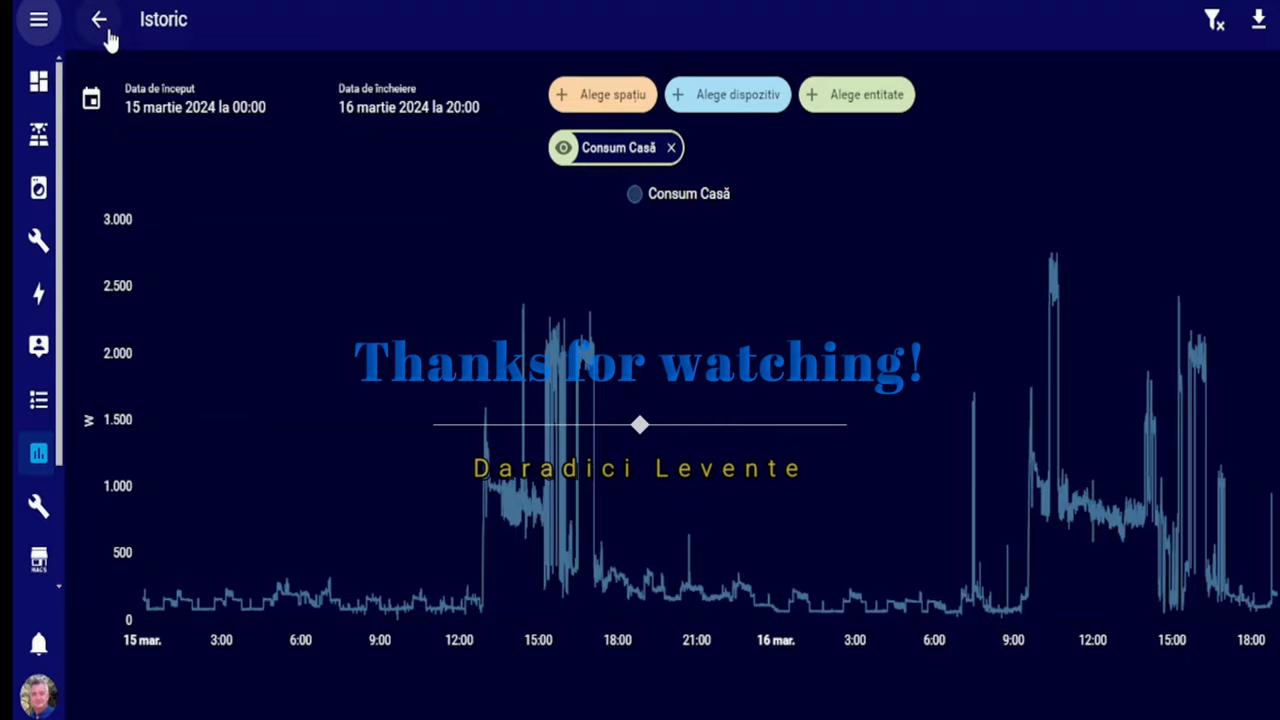 Istoric
Data de început
15 martie 2024 la 00:00
Data de încheiere
16 martie 2024 la 20:00
Alege spațiu
Alege dispozitiv
Alege entitate
Consum Casă
Consum Casă
3.000
2.500
2.000
1.500
1.000
500
0
W
Thanks for watching!
Daradici Levente
15 mar.
3:00
6:00
9:00
12:00
15:00
18:00
21:00
16 mar.
3:00
6:00
9:00
12:00
15:00
18:00
HACS